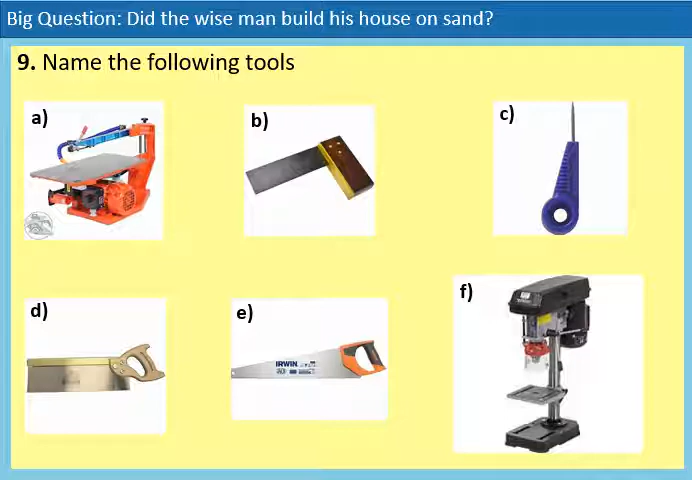 Big Question: Did the wise man build his house on sand?
9. Name the following tools
a)
b)
c)
d)
e)
IRWIN
f)